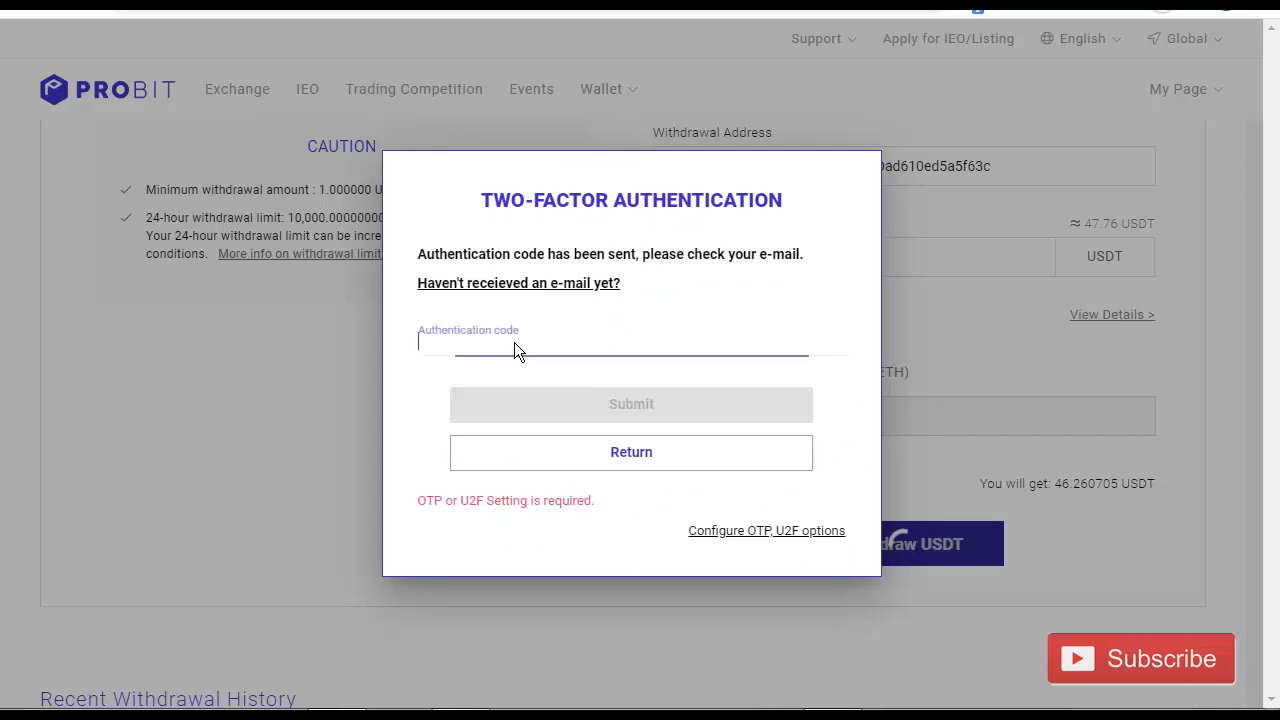 Support
Apply for IEO/Listing
English
Global
PROBIT
Exchange
IEO
Trading Competition
Events
Wallet
My Page
CAUTION
Minimum withdrawal amount : 1.000000 U
24-hour withdrawal limit: 10,000.00000000
Your 24-hour withdrawal limit can be incre
conditions. More info on withdrawal limit
Withdrawal Address
ad610ed5a5f63c
≈ 47.76 USDT
USDT
View Details >
ETH)
You will get: 46.260705 USDT
draw USDT
TWO-FACTOR AUTHENTICATION
Authentication code has been sent, please check your e-mail.
Haven't receieved an e-mail yet?
Authentication code
Submit
Return
OTP or U2F Setting is required.
Configure OTP, U2F options
Subscribe
Recent Withdrawal History